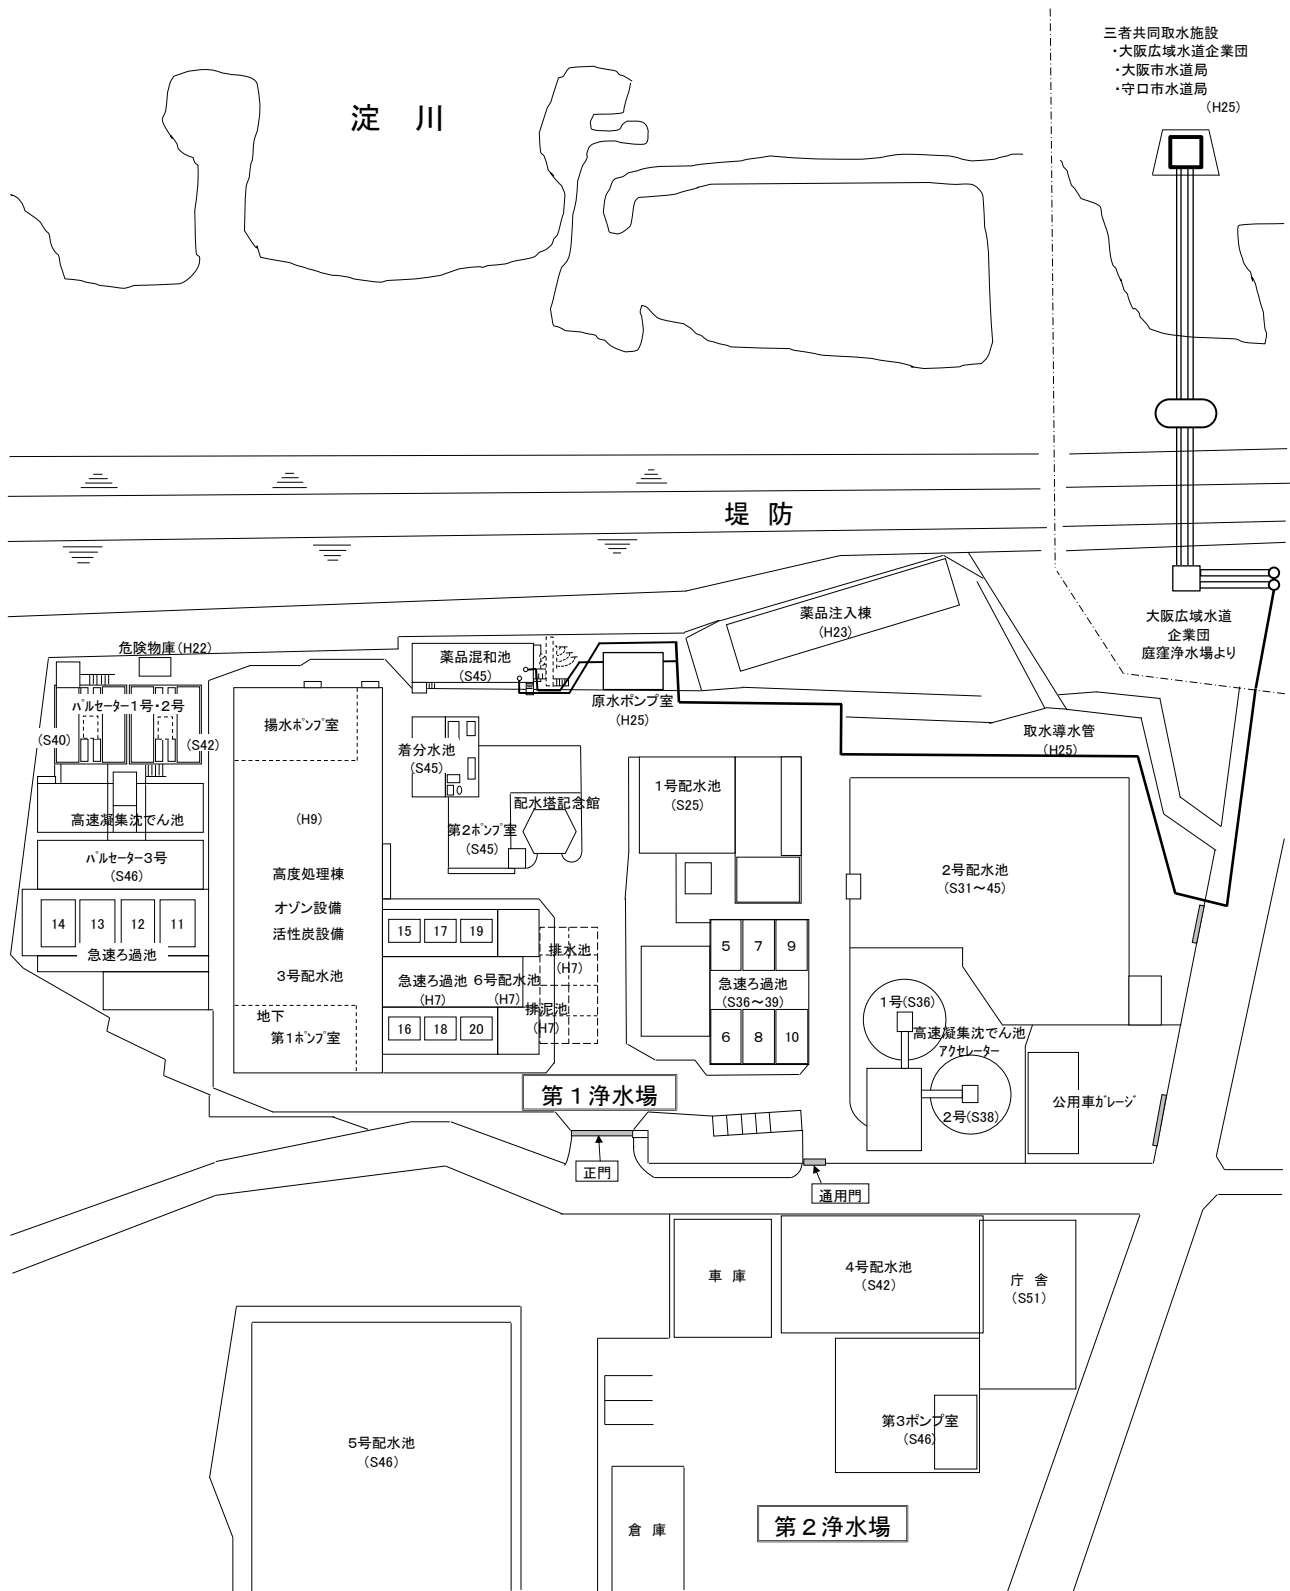 三者共同取水施設
・大阪広域水道企業団
・大阪市水道局
・守口市水道局
(H25)
淀 川
堤 防
大阪広域水道
企業団
庭窪浄水場より
薬品注入棟
(H23)
危険物庫(H22)
薬品混和池
(S45)
原水ポンプ室
(H25)
取水導水管
(H25)
パルセーター1号・2号
(S40)
(S42)
揚水ポンプ室
着分水池
(S45)
配水塔記念館
第2ポンプ室
(S45)
1号配水池
(S25)
2号配水池
(S31～45)
高速凝集沈でん池
パルセーター3号
(S46)
(H9)
高度処理棟
オゾン設備
活性炭設備
3号配水池
地下
第1ポンプ室
14
13
12
11
急速ろ過池
15
17
19
急速ろ過池
(H7)
6号配水池
(H7)
16
18
20
排水池
(H7)
排泥池
(H7)
5
7
9
急速ろ過池
(S36～39)
6
8
10
1号(S36)
高速凝集沈でん池
アクセレーター
2号(S38)
公用車ガレージ
第1浄水場
正門
通用門
車 庫
4号配水池
(S42)
庁 舎
(S51)
第3ポンプ室
(S46)
5号配水池
(S46)
倉 庫
第2浄水場